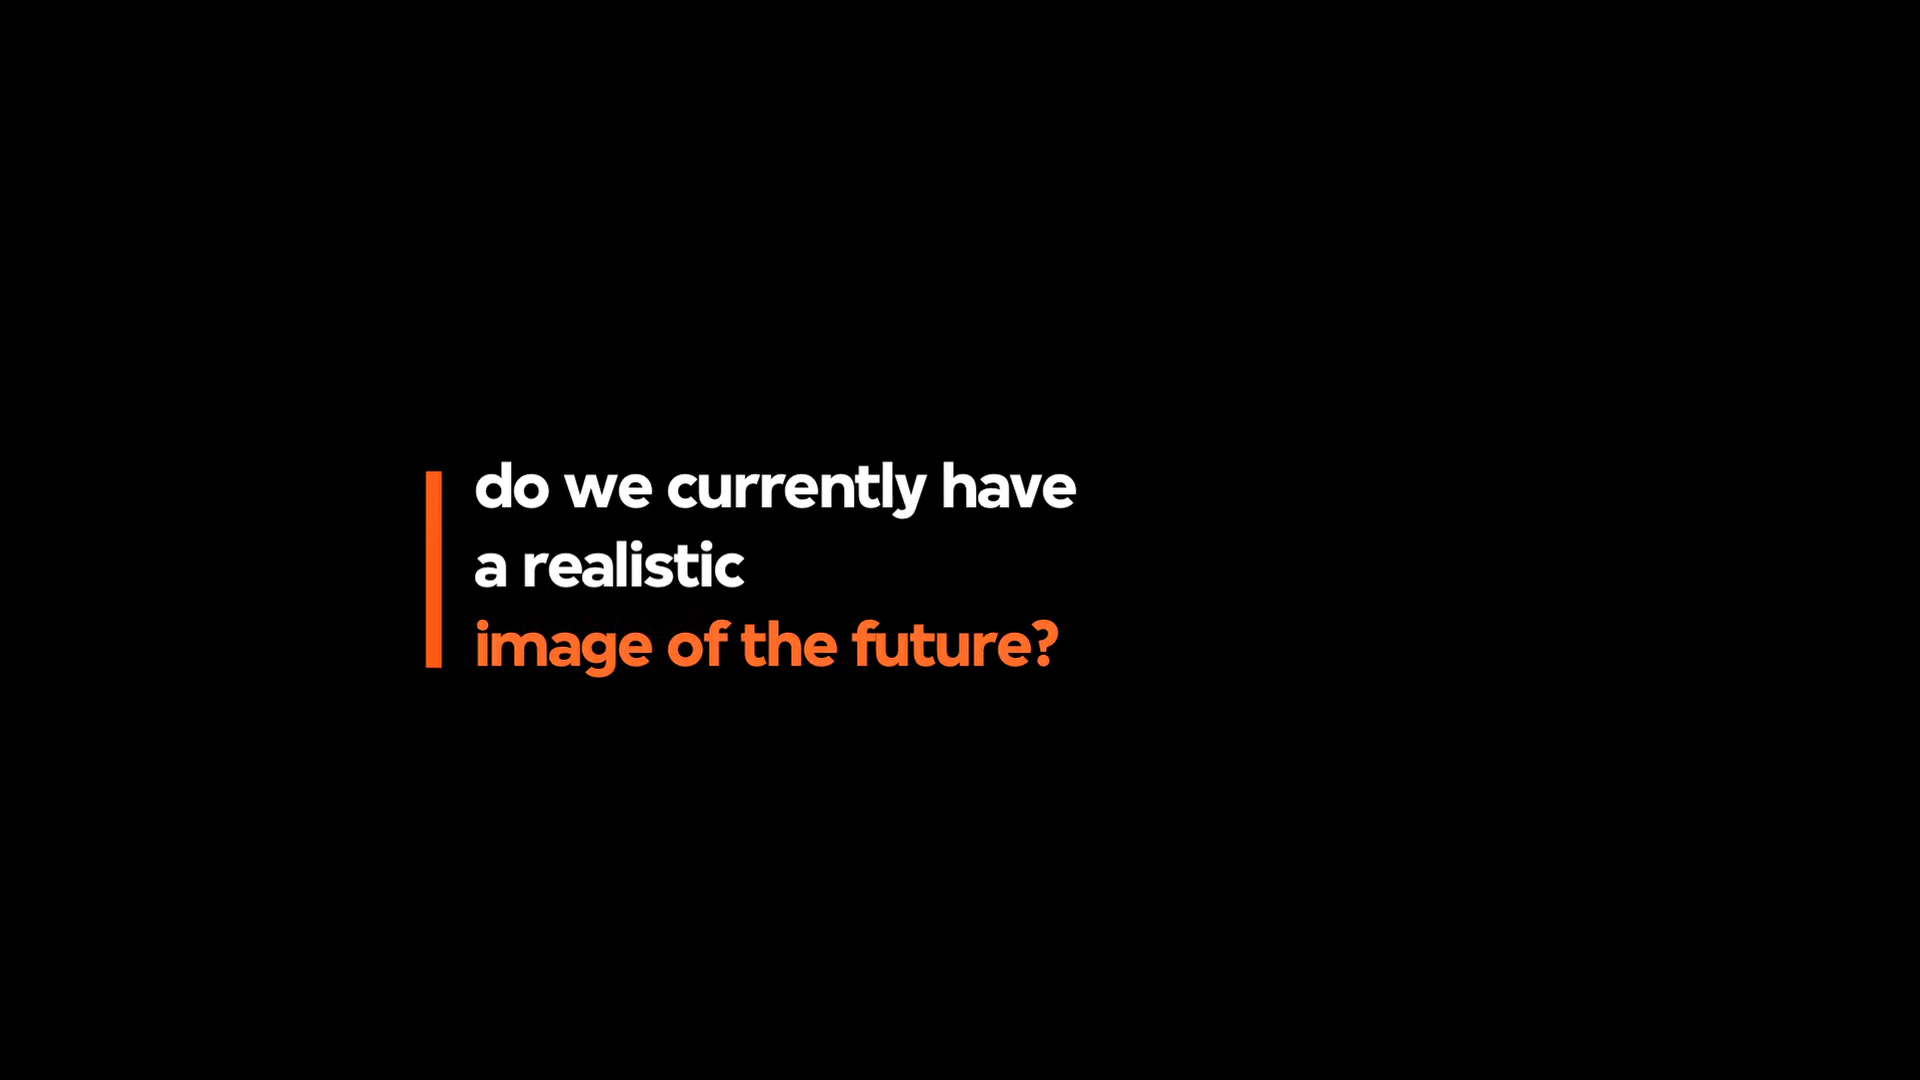 do we currently have
a realistic
image of the future?